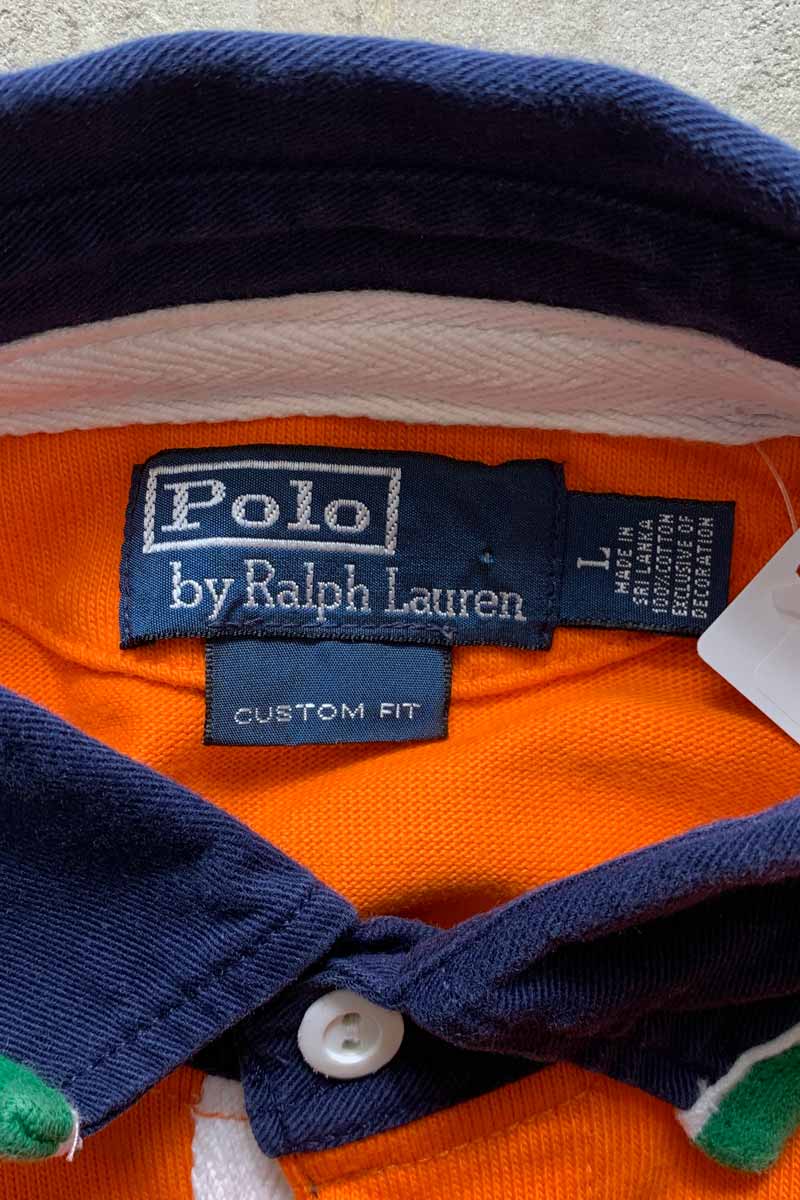 Polo
by Ralph Lauren
CUSTOM FIT
L
MADE IN
SRI LANKA
100% COTTON
EXCLUSIVE OF
DECORATION